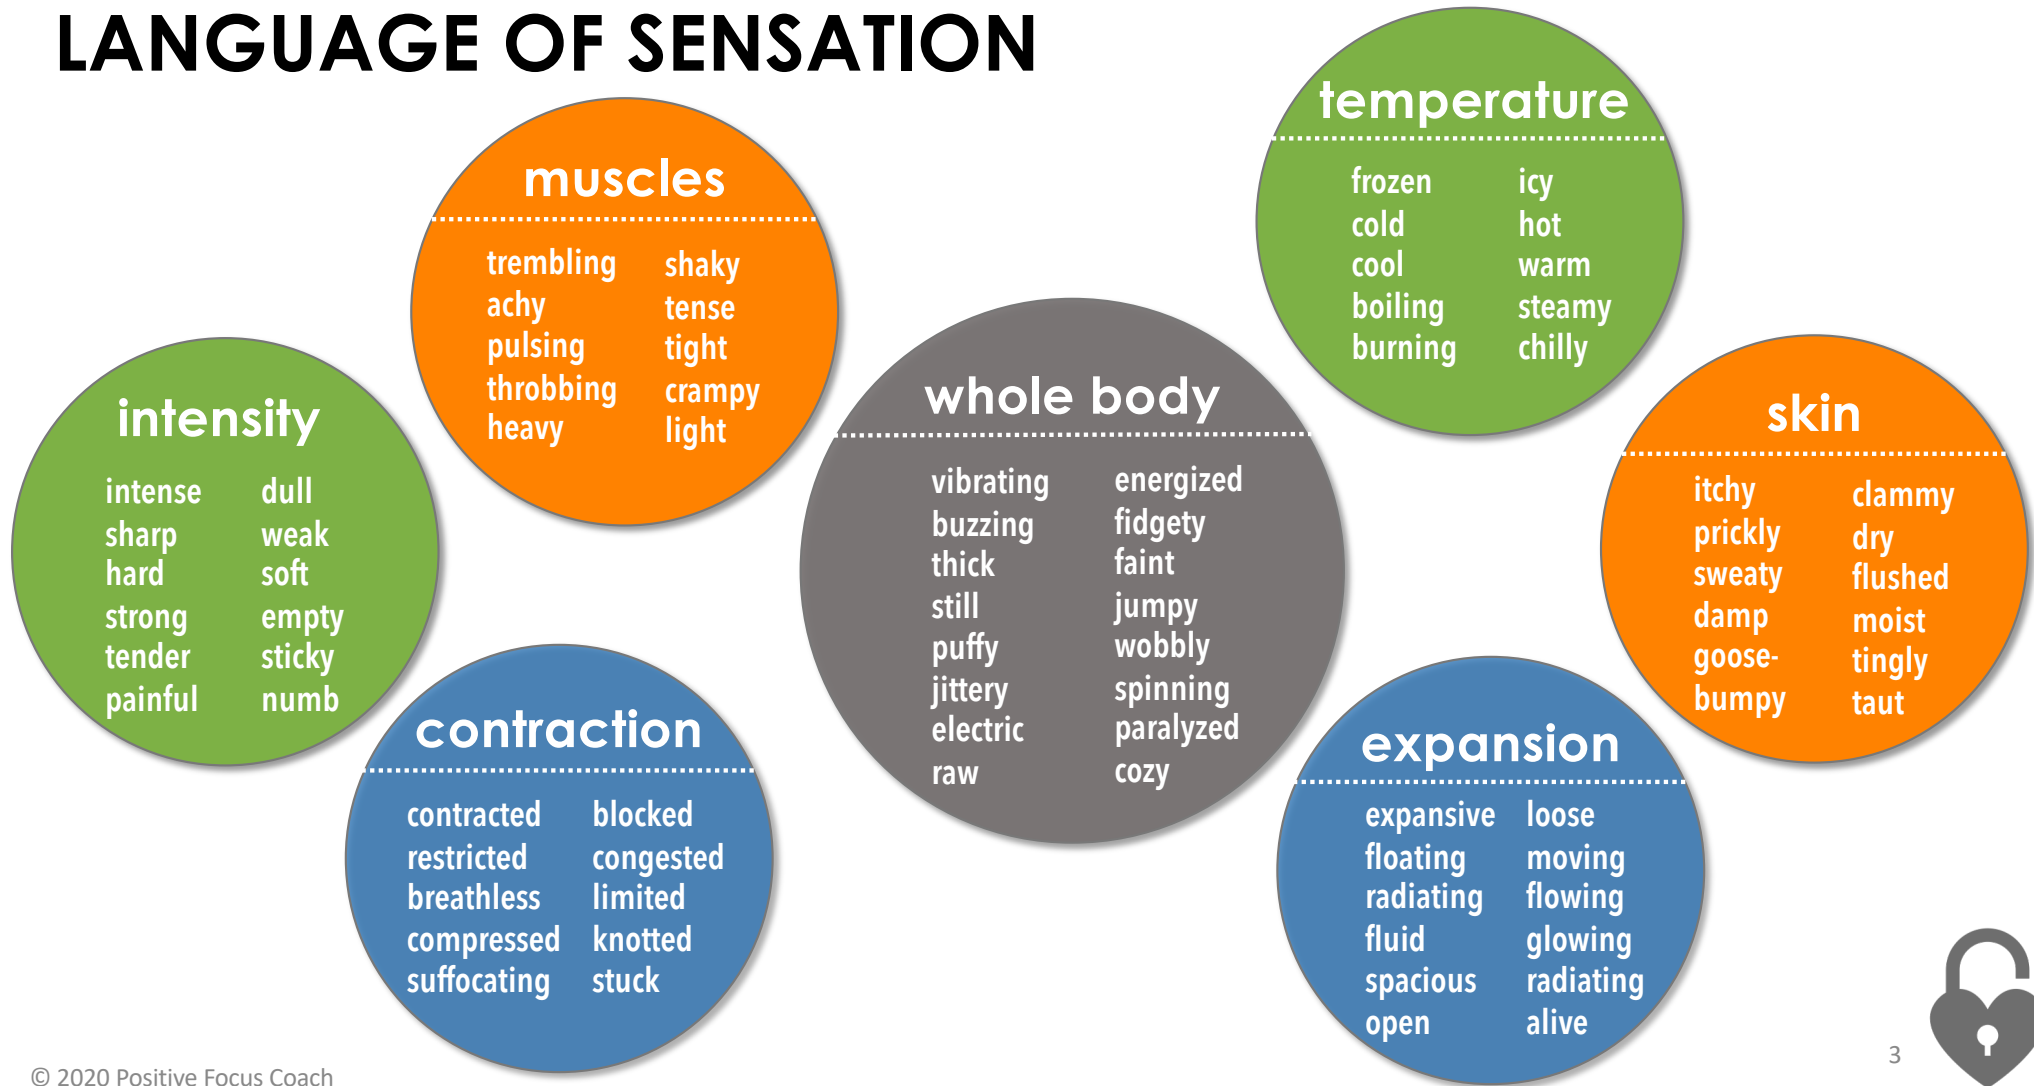 LANGUAGE OF SENSATION
temperature
frozen icy
cold hot
cool warm
boiling steamy
burning chilly
muscles
trembling shaky
achy tense
pulsing tight
throbbing crampy
heavy light
intensity
intense dull
sharp weak
hard soft
strong empty
tender sticky
painful numb
whole body
vibrating energized
buzzing fidgety
thick faint
still jumpy
puffy wobbly
jittery spinning
electric paralyzed
raw cozy
skin
itchy clammy
prickly dry
sweaty flushed
damp moist
goose- tingly
bumpy taut
contraction
contracted blocked
restricted congested
breathless limited
compressed knotted
suffocating stuck
expansion
expansive loose
floating moving
radiating flowing
fluid glowing
spacious radiating
open alive
© 2020 Positive Focus Coach
3